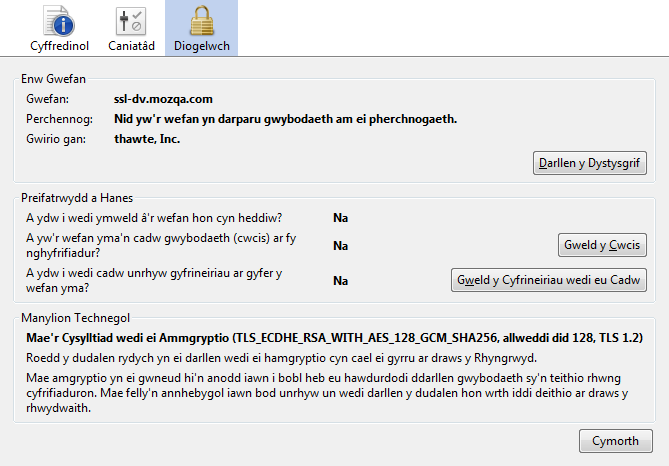 Cyffredinol Caniatâd Diogelwch
Enw Gwefan
Gwefan: ssl-dv.mozqa.com
Perchennog: Nid yw'r wefan yn darparu gwybodaeth am ei pherchnogaeth.
Gwirio gan: thawte, Inc.
Darllen y Dystysgrif
Preifatrwydd a Hanes
A ydw i wedi ymweld â'r wefan hon cyn heddiw? Na
A yw'r wefan yma'n cadw gwybodaeth (cwcis) ar fy
nghyfrifiadur? Na Gweld y Cwcis
A ydw i wedi cadw unrhyw gyfrineiriau ar gyfer y
wefan yma? Na Gweld y Cyfrineiriau wedi eu Cadw
Manylion Technegol
Mae'r Cysylltiad wedi ei Ammgryptio (TLS_ECDHE_RSA_WITH_AES_128_GCM_SHA256, allweddi did 128, TLS 1.2)
Roedd y dudalen rydych yn ei darllen wedi ei hamgryptio cyn cael ei gyrru ar draws y Rhyngrwyd.
Mae amgryptio yn ei gwneud hi'n anodd iawn i bobl heb eu hawdurdodi ddarllen gwybodaeth sy'n teithio rhwng
cyfrifiaduron. Mae felly'n annhebygol iawn bod unrhyw un wedi darllen y dudalen hon wrth iddi deithio ar draws y
rhwydwaith.
Cymorth